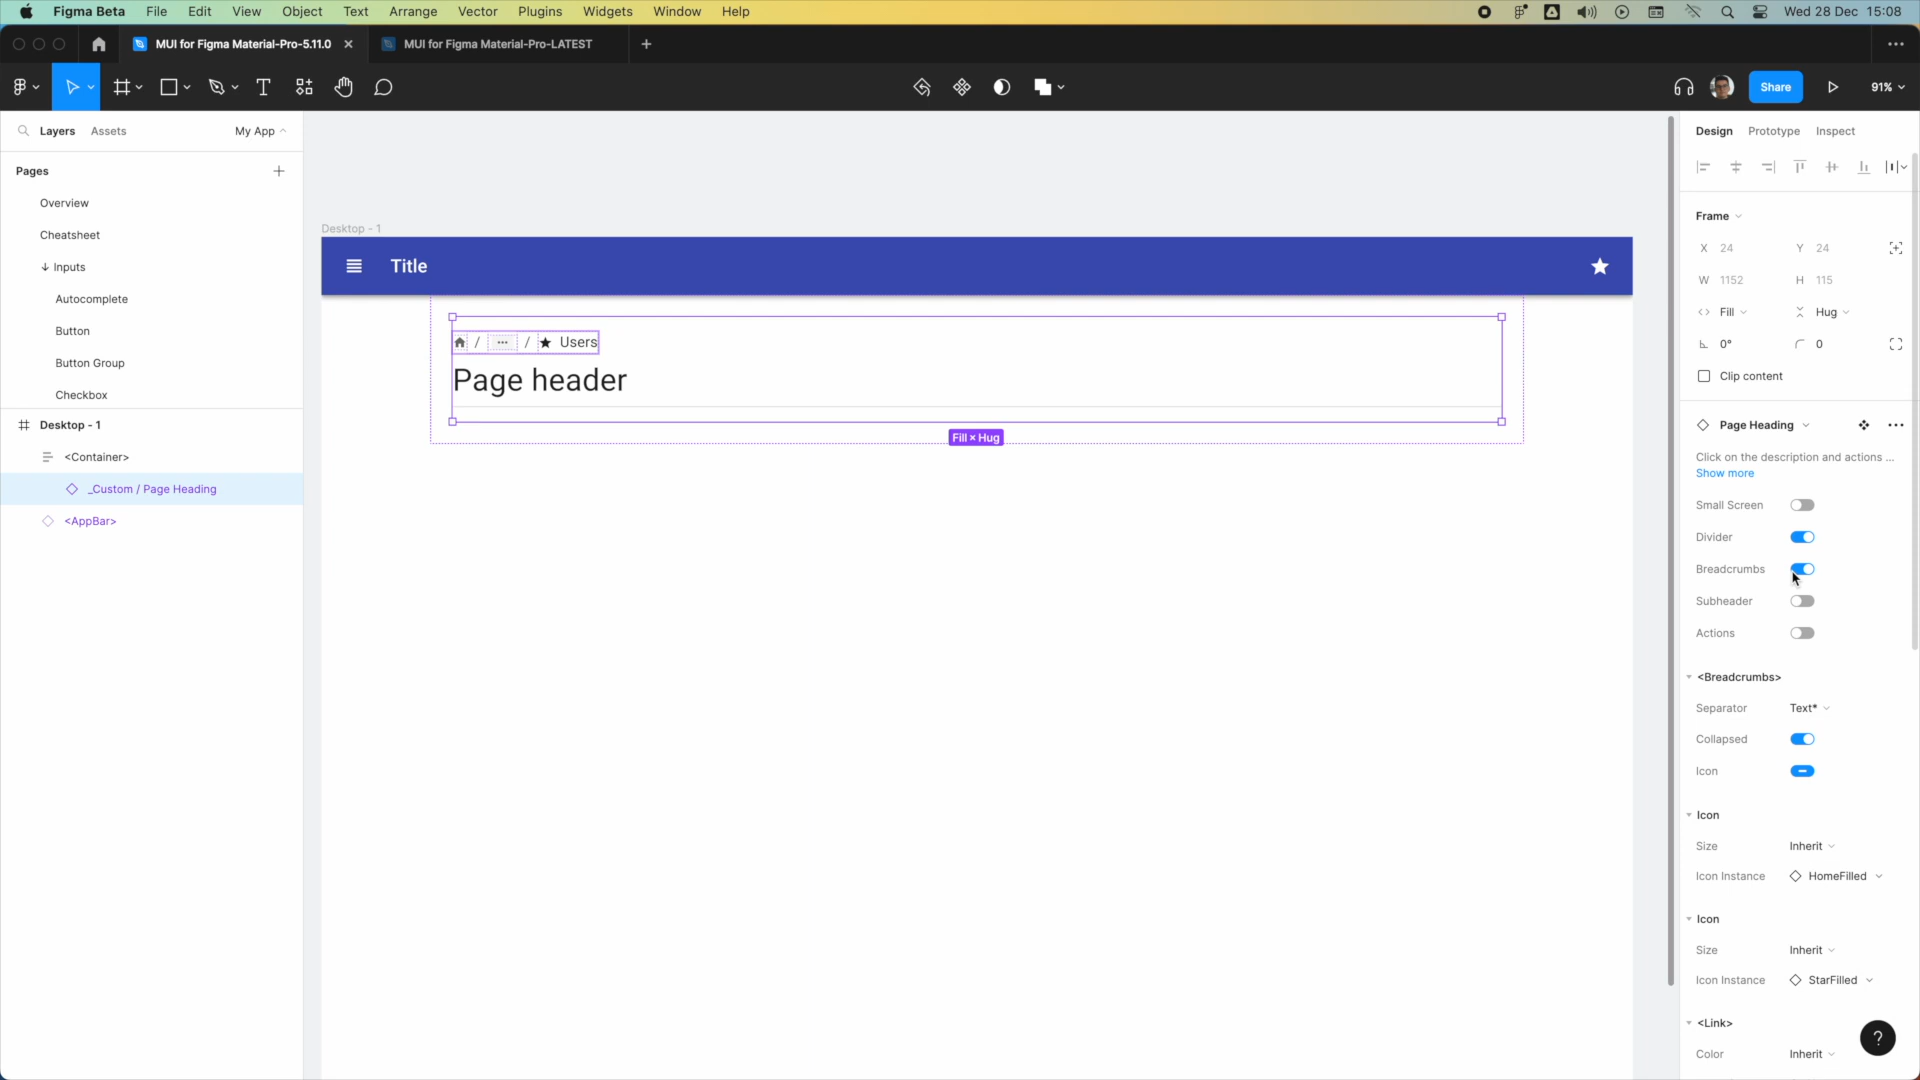 Figma Beta File Edit View Object Text Arrange Vector Plugins Widgets Window Help Wed 28 Dec 15:08
MUI for Figma Material-Pro-5.11.0 MUI for Figma Material-Pro-LATEST
Share 91%
Layers Assets My App
Pages
Overview
Cheatsheet
↓ Inputs
Autocomplete
Button
Button Group
Checkbox
Desktop - 1
<Container>
_Custom / Page Heading
<AppBar>
Desktop - 1
Title
/ ... / ★ Users
Page header
Fill × Hug
Design Prototype Inspect
Frame
X 24 Y 24
W 1152 H 115
Fill Hug
0° 0
Clip content
Page Heading
Click on the description and actions ...
Show more
Small Screen
Divider
Breadcrumbs
Subheader
Actions
<Breadcrumbs>
Separator Text*
Collapsed
Icon
Icon
Size Inherit
Icon Instance HomeFilled
Icon
Size Inherit
Icon Instance StarFilled
<Link>
Color Inherit
?